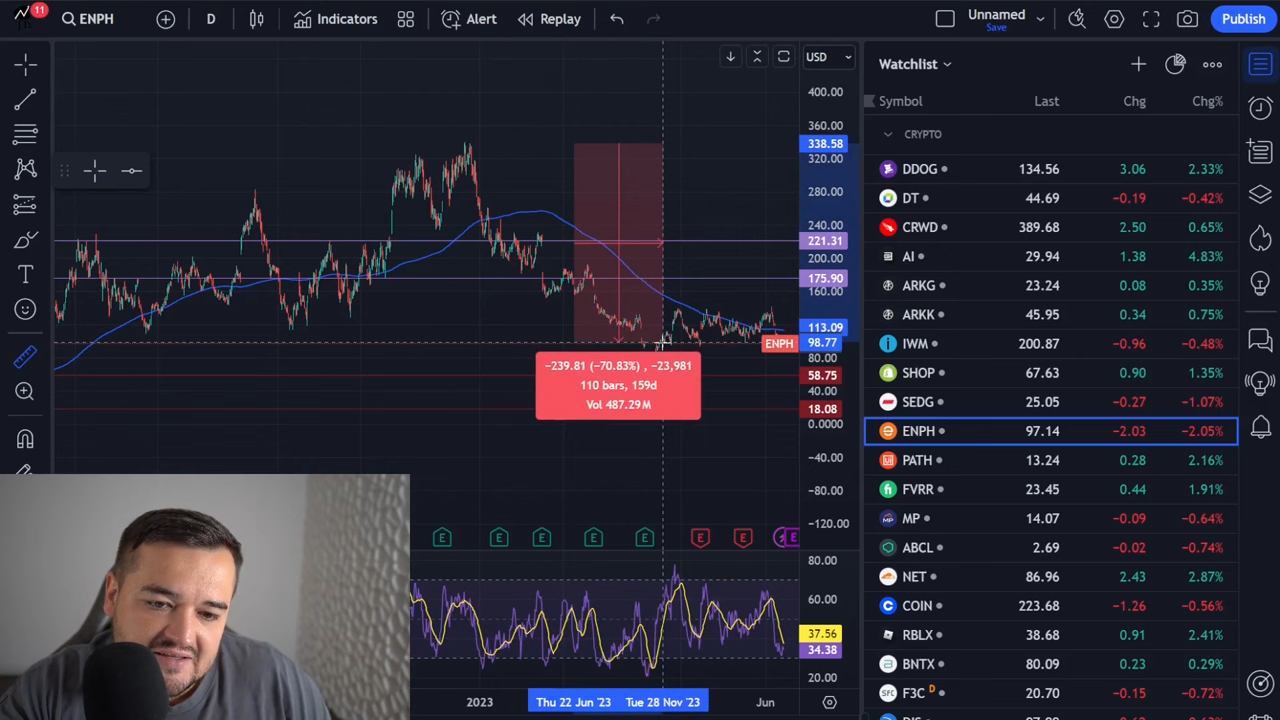 11
ENPH
D
Indicators
Alert
Replay
Unnamed
Save
Publish
USD
400.00
360.00
338.58
320.00
280.00
240.00
221.31
200.00
175.90
160.00
113.09
ENPH
98.77
80.00
58.75
40.00
18.08
0.0000
−40.00
−80.00
−120.00
−239.81 (−70.83%) , −23,981
110 bars, 159d
Vol 487.29M
E E E E E E E E
80.00
60.00
37.56
34.38
20.00
2023
Thu 22 Jun '23
Tue 28 Nov '23
Jun
Watchlist
Symbol Last Chg Chg%
CRYPTO
DDOG 134.56 3.06 2.33%
DT 44.69 −0.19 −0.42%
CRWD 389.68 2.50 0.65%
AI 29.94 1.38 4.83%
ARKG 23.24 0.08 0.35%
ARKK 45.95 0.34 0.75%
IWM 200.87 −0.96 −0.48%
SHOP 67.63 0.90 1.35%
SEDG 25.05 −0.27 −1.07%
ENPH 97.14 −2.03 −2.05%
PATH 13.24 0.28 2.16%
FVRR 23.45 0.44 1.91%
MP 14.07 −0.09 −0.64%
ABCL 2.69 −0.02 −0.74%
NET 86.96 2.43 2.87%
COIN 223.68 −1.26 −0.56%
RBLX 38.68 0.91 2.41%
BNTX 80.09 0.23 0.29%
F3C D 20.70 −0.15 −0.72%